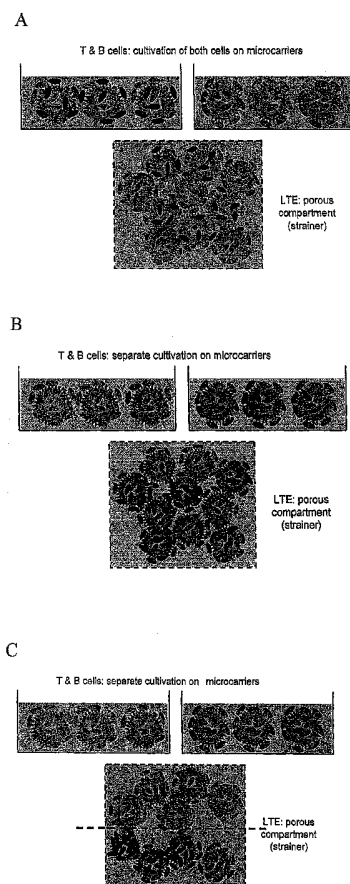 A
T & B cells: cultivation of both cells on microcarriers
LTE: porous
compartment
(strainer)
B
T & B cells: separate cultivation on microcarriers
LTE: porous
compartment
(strainer)
C
T & B cells: separate cultivation on microcarriers
LTE: porous
compartment
(strainer)